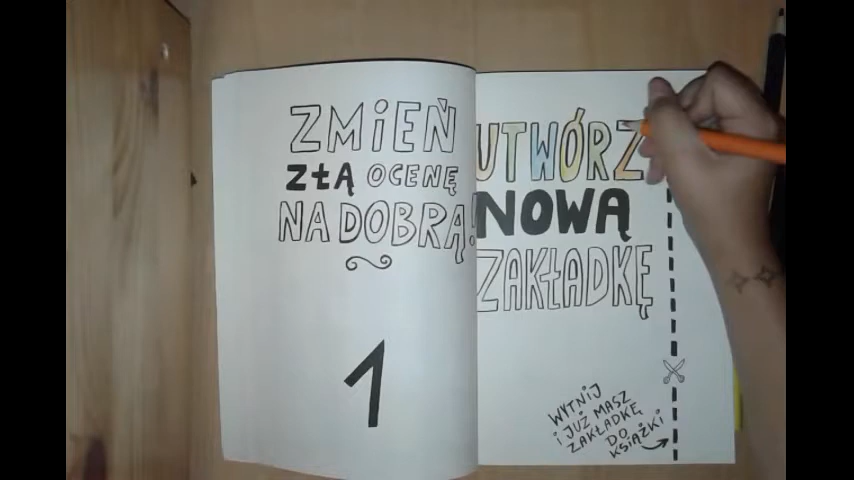 ZMiEŃ
ZŁĄ OCENĘ
NA DOBRĄ!
1
UTWÓRZ
NOWĄ
ZAKŁADKĘ
WYTNIJ
i JUŻ MASZ
ZAKŁADKĘ
DO
KSIĄŻKI